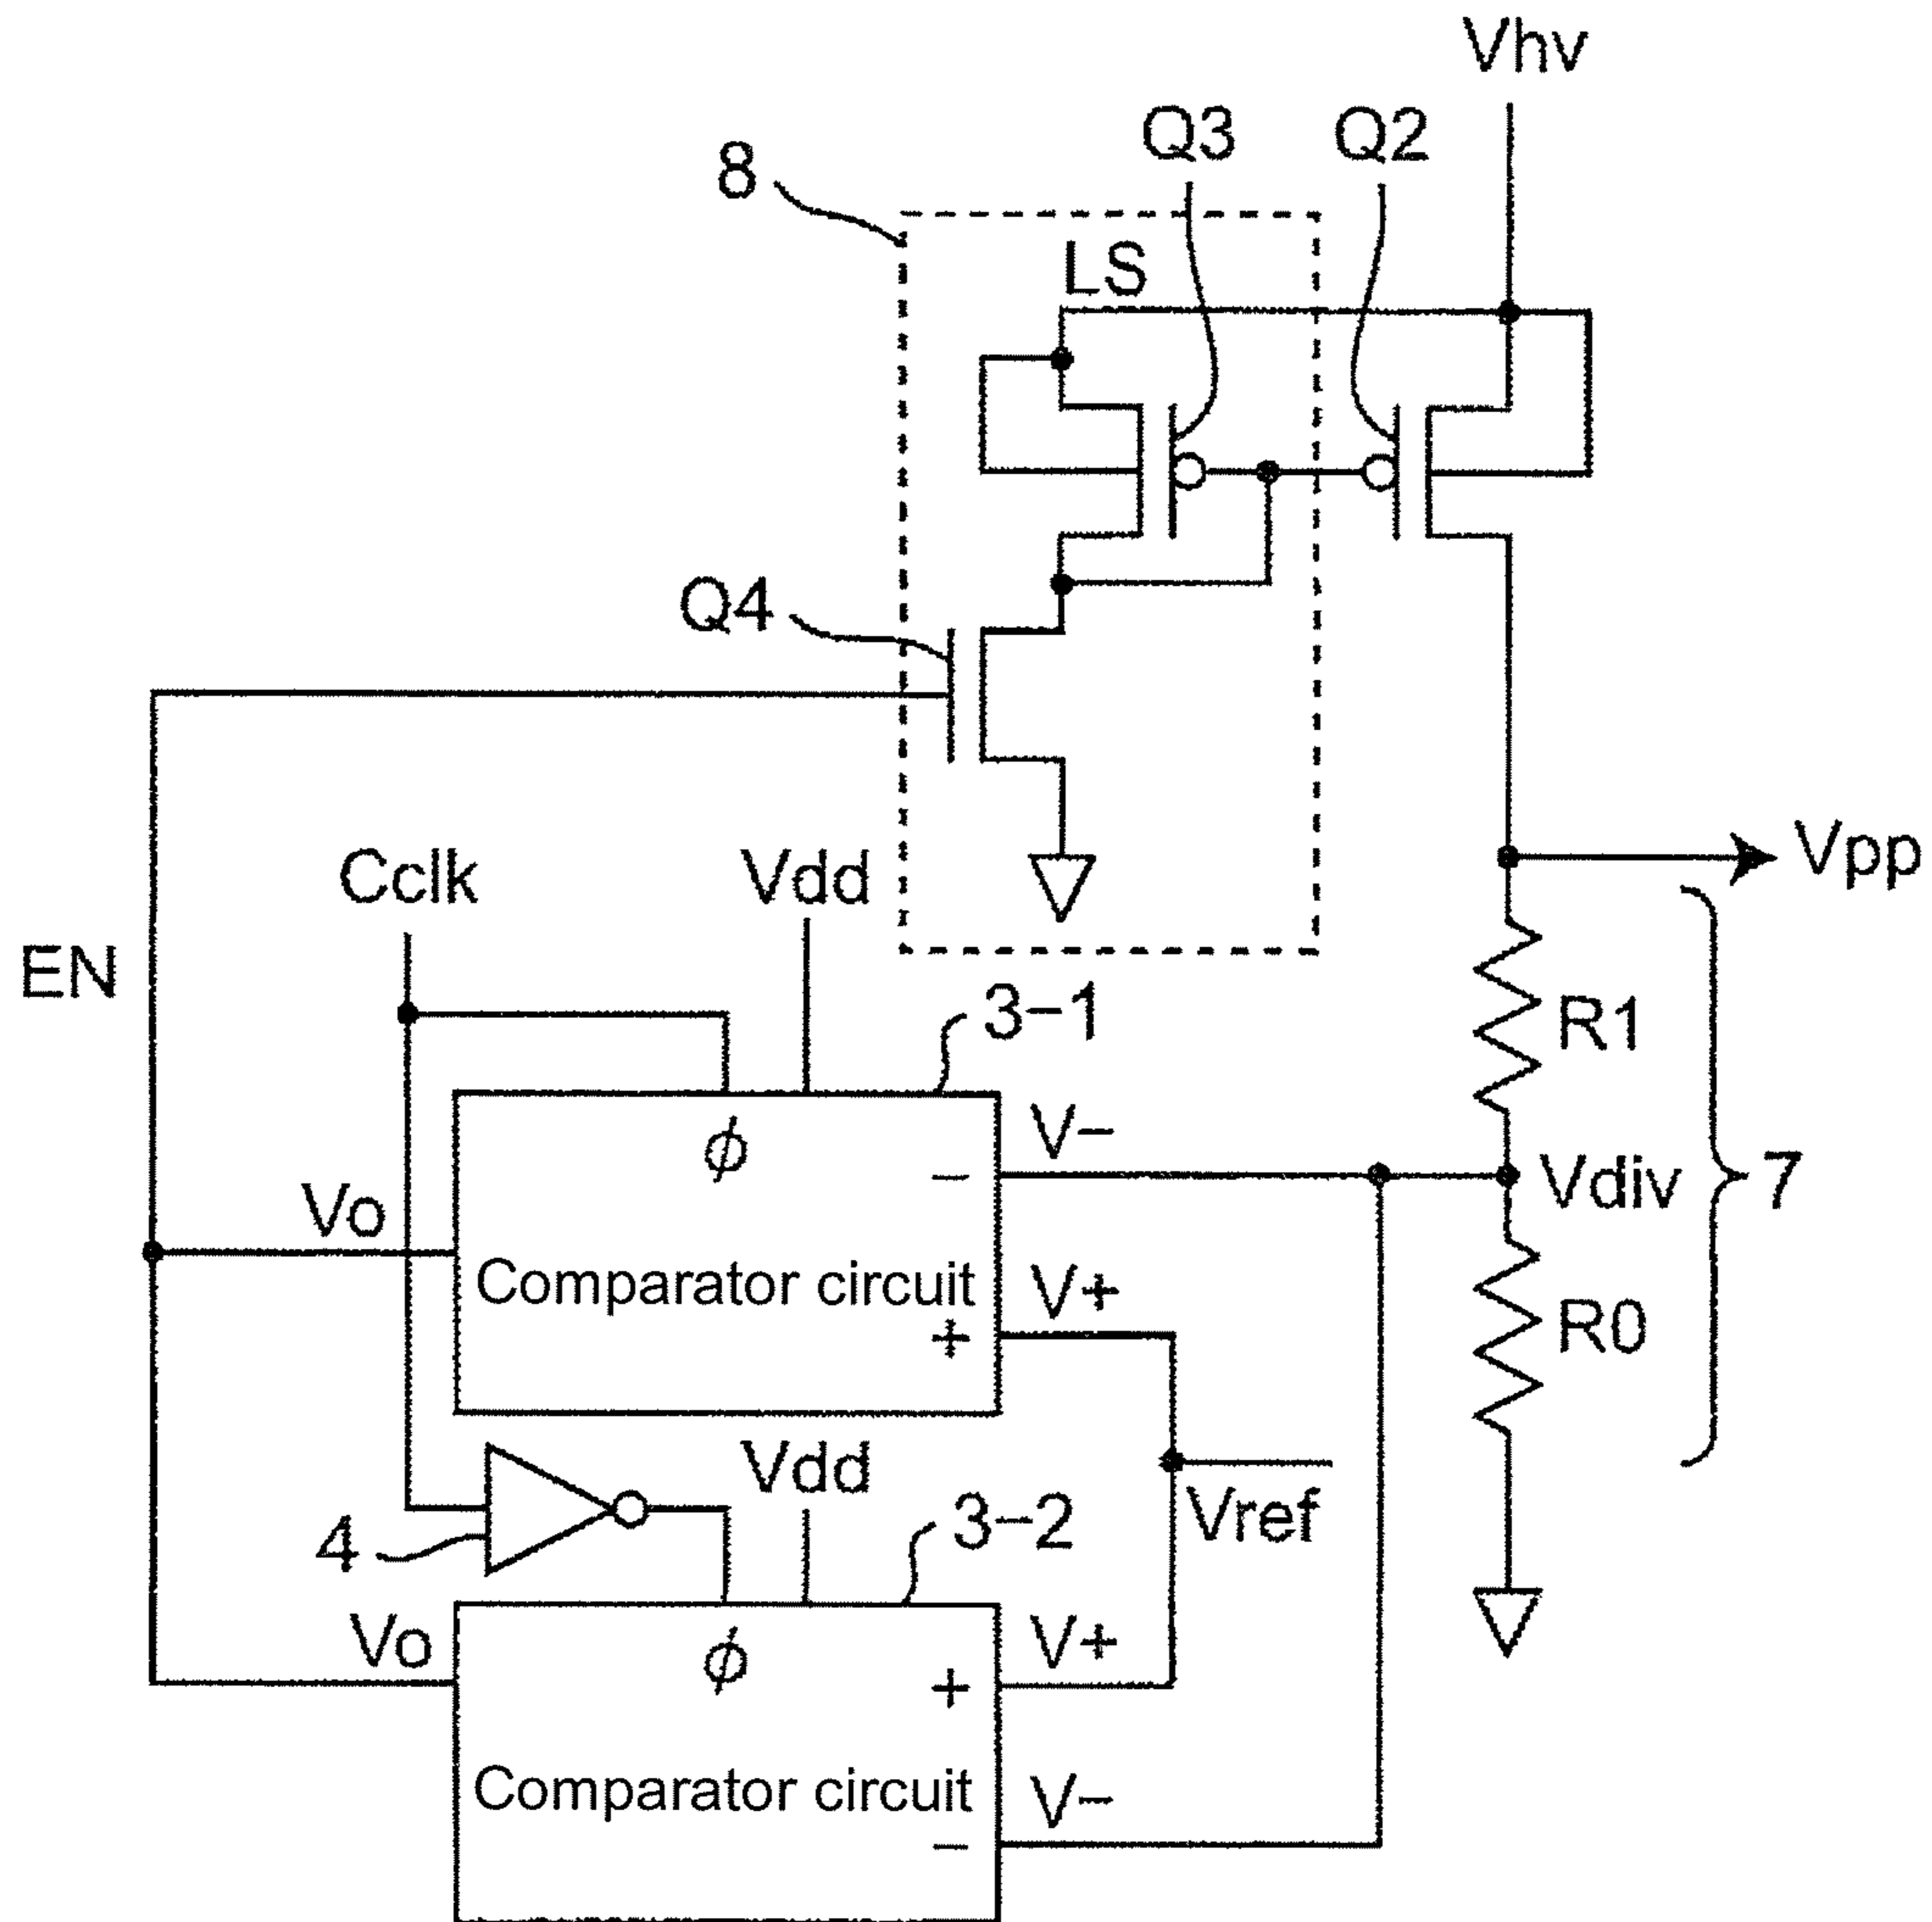 Vhv
Q3
Q2
8
LS
Q4
Cclk
Vdd
Vpp
EN
3-1
R1
V-
ϕ
−
Vdiv
7
Vo
Comparator circuit
V+
+
R0
Vdd
Vref
4
3-2
Vo
ϕ
V+
+
Comparator circuit
V-
−